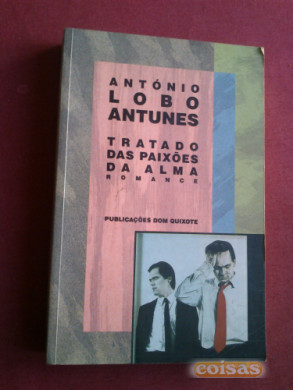 ANTÓNIO
LOBO
ANTUNES
TRATADO
DAS PAIXÕES
DA ALMA
ROMANCE
PUBLICAÇÕES DOM QUIXOTE
coisas